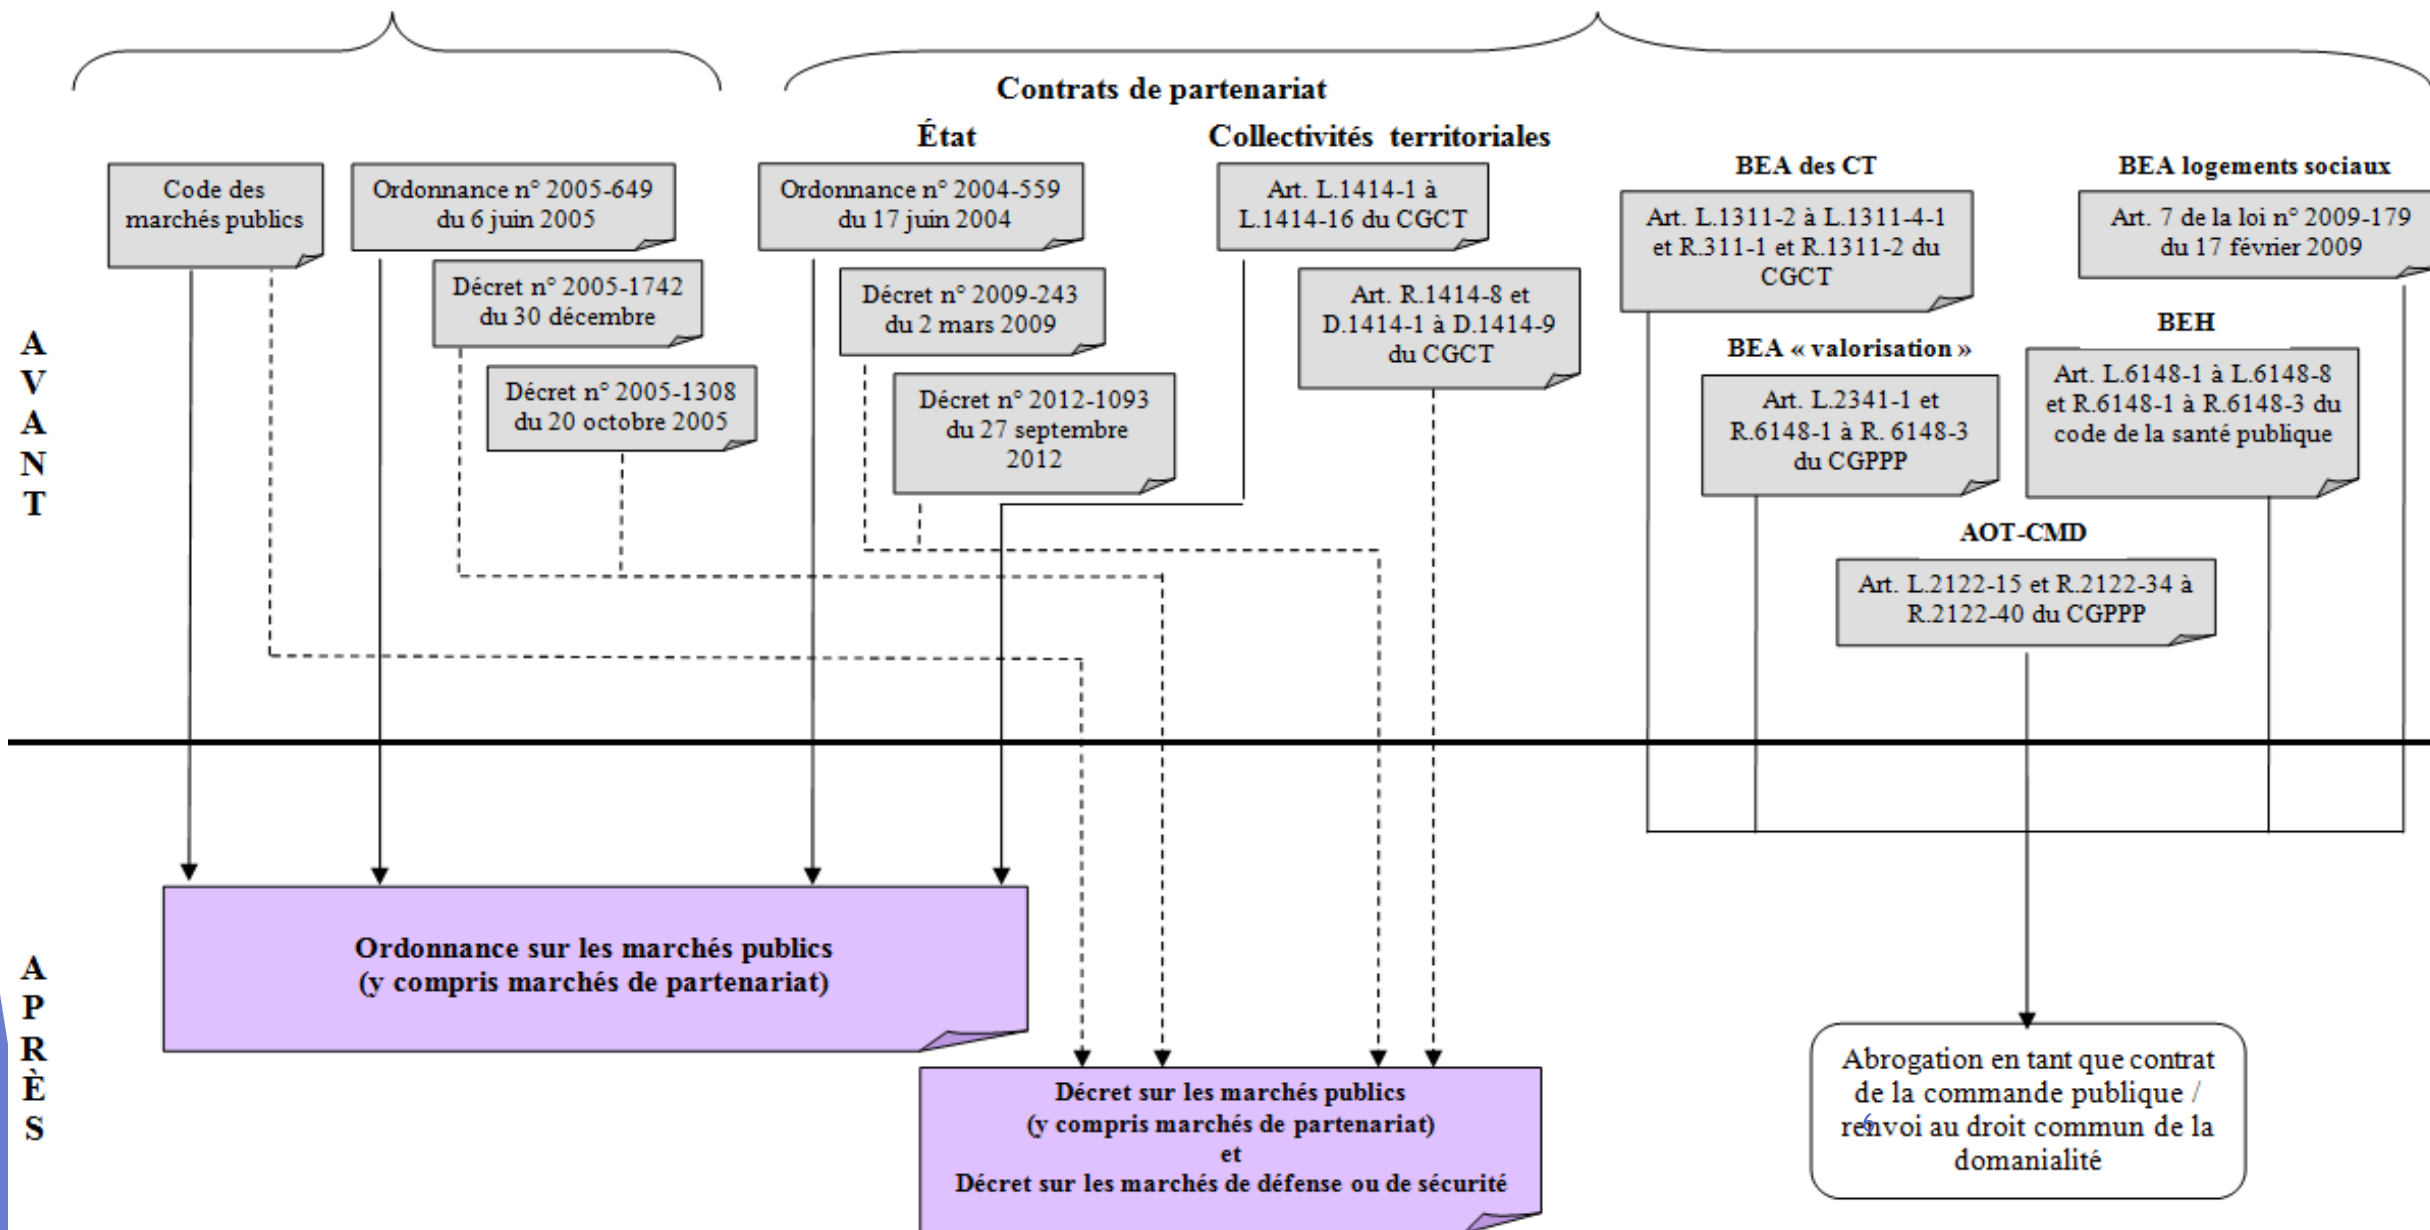 Contrats de partenariat
État
Collectivités territoriales
Code des
marchés publics
Ordonnance n° 2005-649
du 6 juin 2005
Décret n° 2005-1742
du 30 décembre
Décret n° 2005-1308
du 20 octobre 2005
Ordonnance n° 2004-559
du 17 juin 2004
Décret n° 2009-243
du 2 mars 2009
Décret n° 2012-1093
du 27 septembre
2012
Art. L.1414-1 à
L.1414-16 du CGCT
Art. R.1414-8 et
D.1414-1 à D.1414-9
du CGCT
BEA des CT
Art. L.1311-2 à L.1311-4-1
et R.311-1 et R.1311-2 du
CGCT
BEA logements sociaux
Art. 7 de la loi n° 2009-179
du 17 février 2009
BEA « valorisation »
Art. L.2341-1 et
R.6148-1 à R. 6148-3
du CGPPP
BEH
Art. L.6148-1 à L.6148-8
et R.6148-1 à R.6148-3 du
code de la santé publique
AOT-CMD
Art. L.2122-15 et R.2122-34 à
R.2122-40 du CGPPP
A
V
A
N
T
A
P
R
È
S
Ordonnance sur les marchés publics
(y compris marchés de partenariat)
Décret sur les marchés publics
(y compris marchés de partenariat)
et
Décret sur les marchés de défense ou de sécurité
Abrogation en tant que contrat
de la commande publique /
renvoi au droit commun de la
domanialité
6